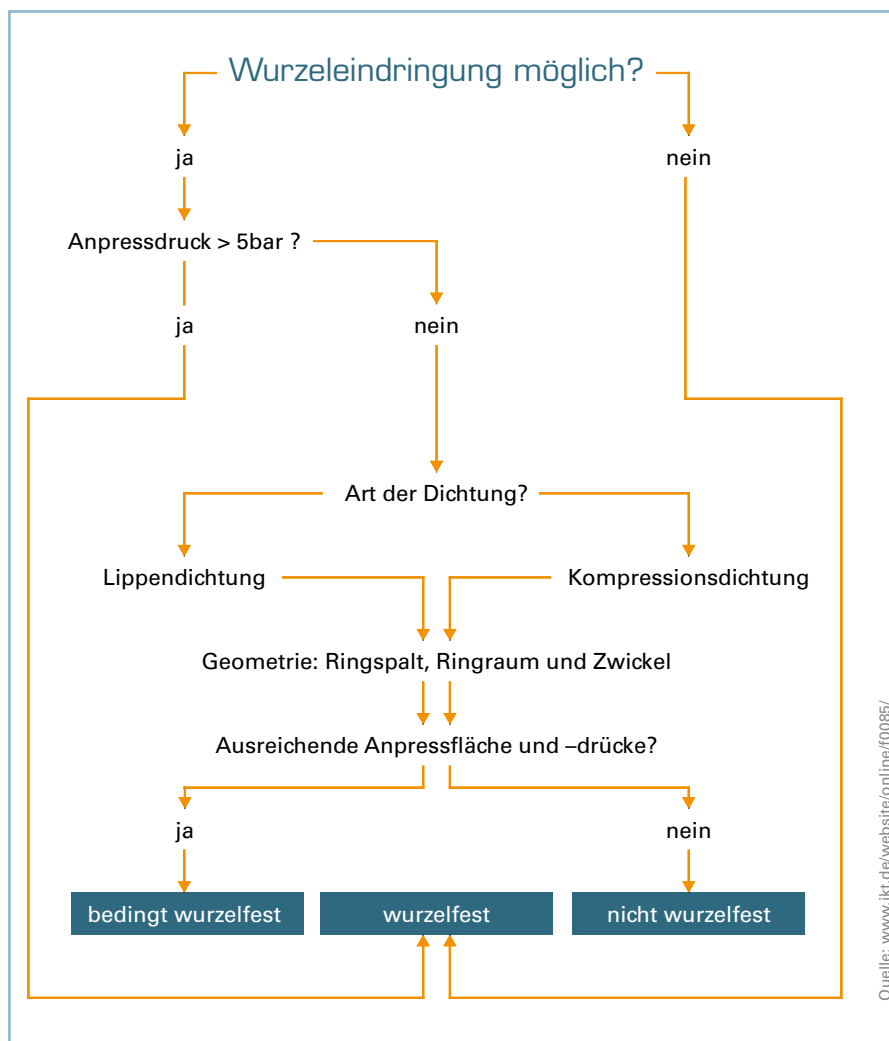 Wurzeleindringung möglich?
ja
nein
Anpressdruck > 5bar ?
ja
nein
Art der Dichtung?
Lippendichtung
Kompressionsdichtung
Geometrie: Ringspalt, Ringraum und Zwickel
Ausreichende Anpressfläche und –drücke?
ja
nein
bedingt wurzelfest
wurzelfest
nicht wurzelfest
Quelle: www.ikt.de/website/online/f0085/